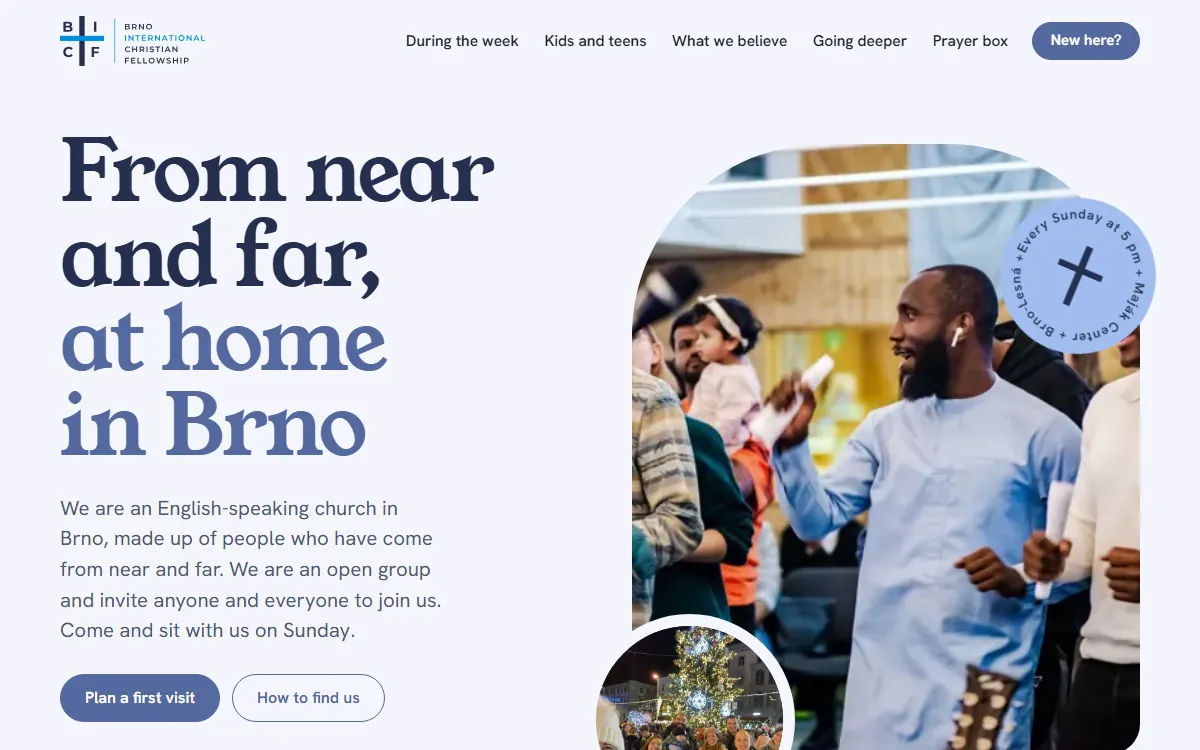 B I
C F
BRNO
INTERNATIONAL
CHRISTIAN
FELLOWSHIP
During the week
Kids and teens
What we believe
Going deeper
Prayer box
New here?
From near
and far,
at home
in Brno
We are an English-speaking church in
Brno, made up of people who have come
from near and far. We are an open group
and invite anyone and everyone to join us.
Come and sit with us on Sunday.
Plan a first visit
How to find us
Every Sunday at 5 pm + Maják Center + Brno-Lesná +